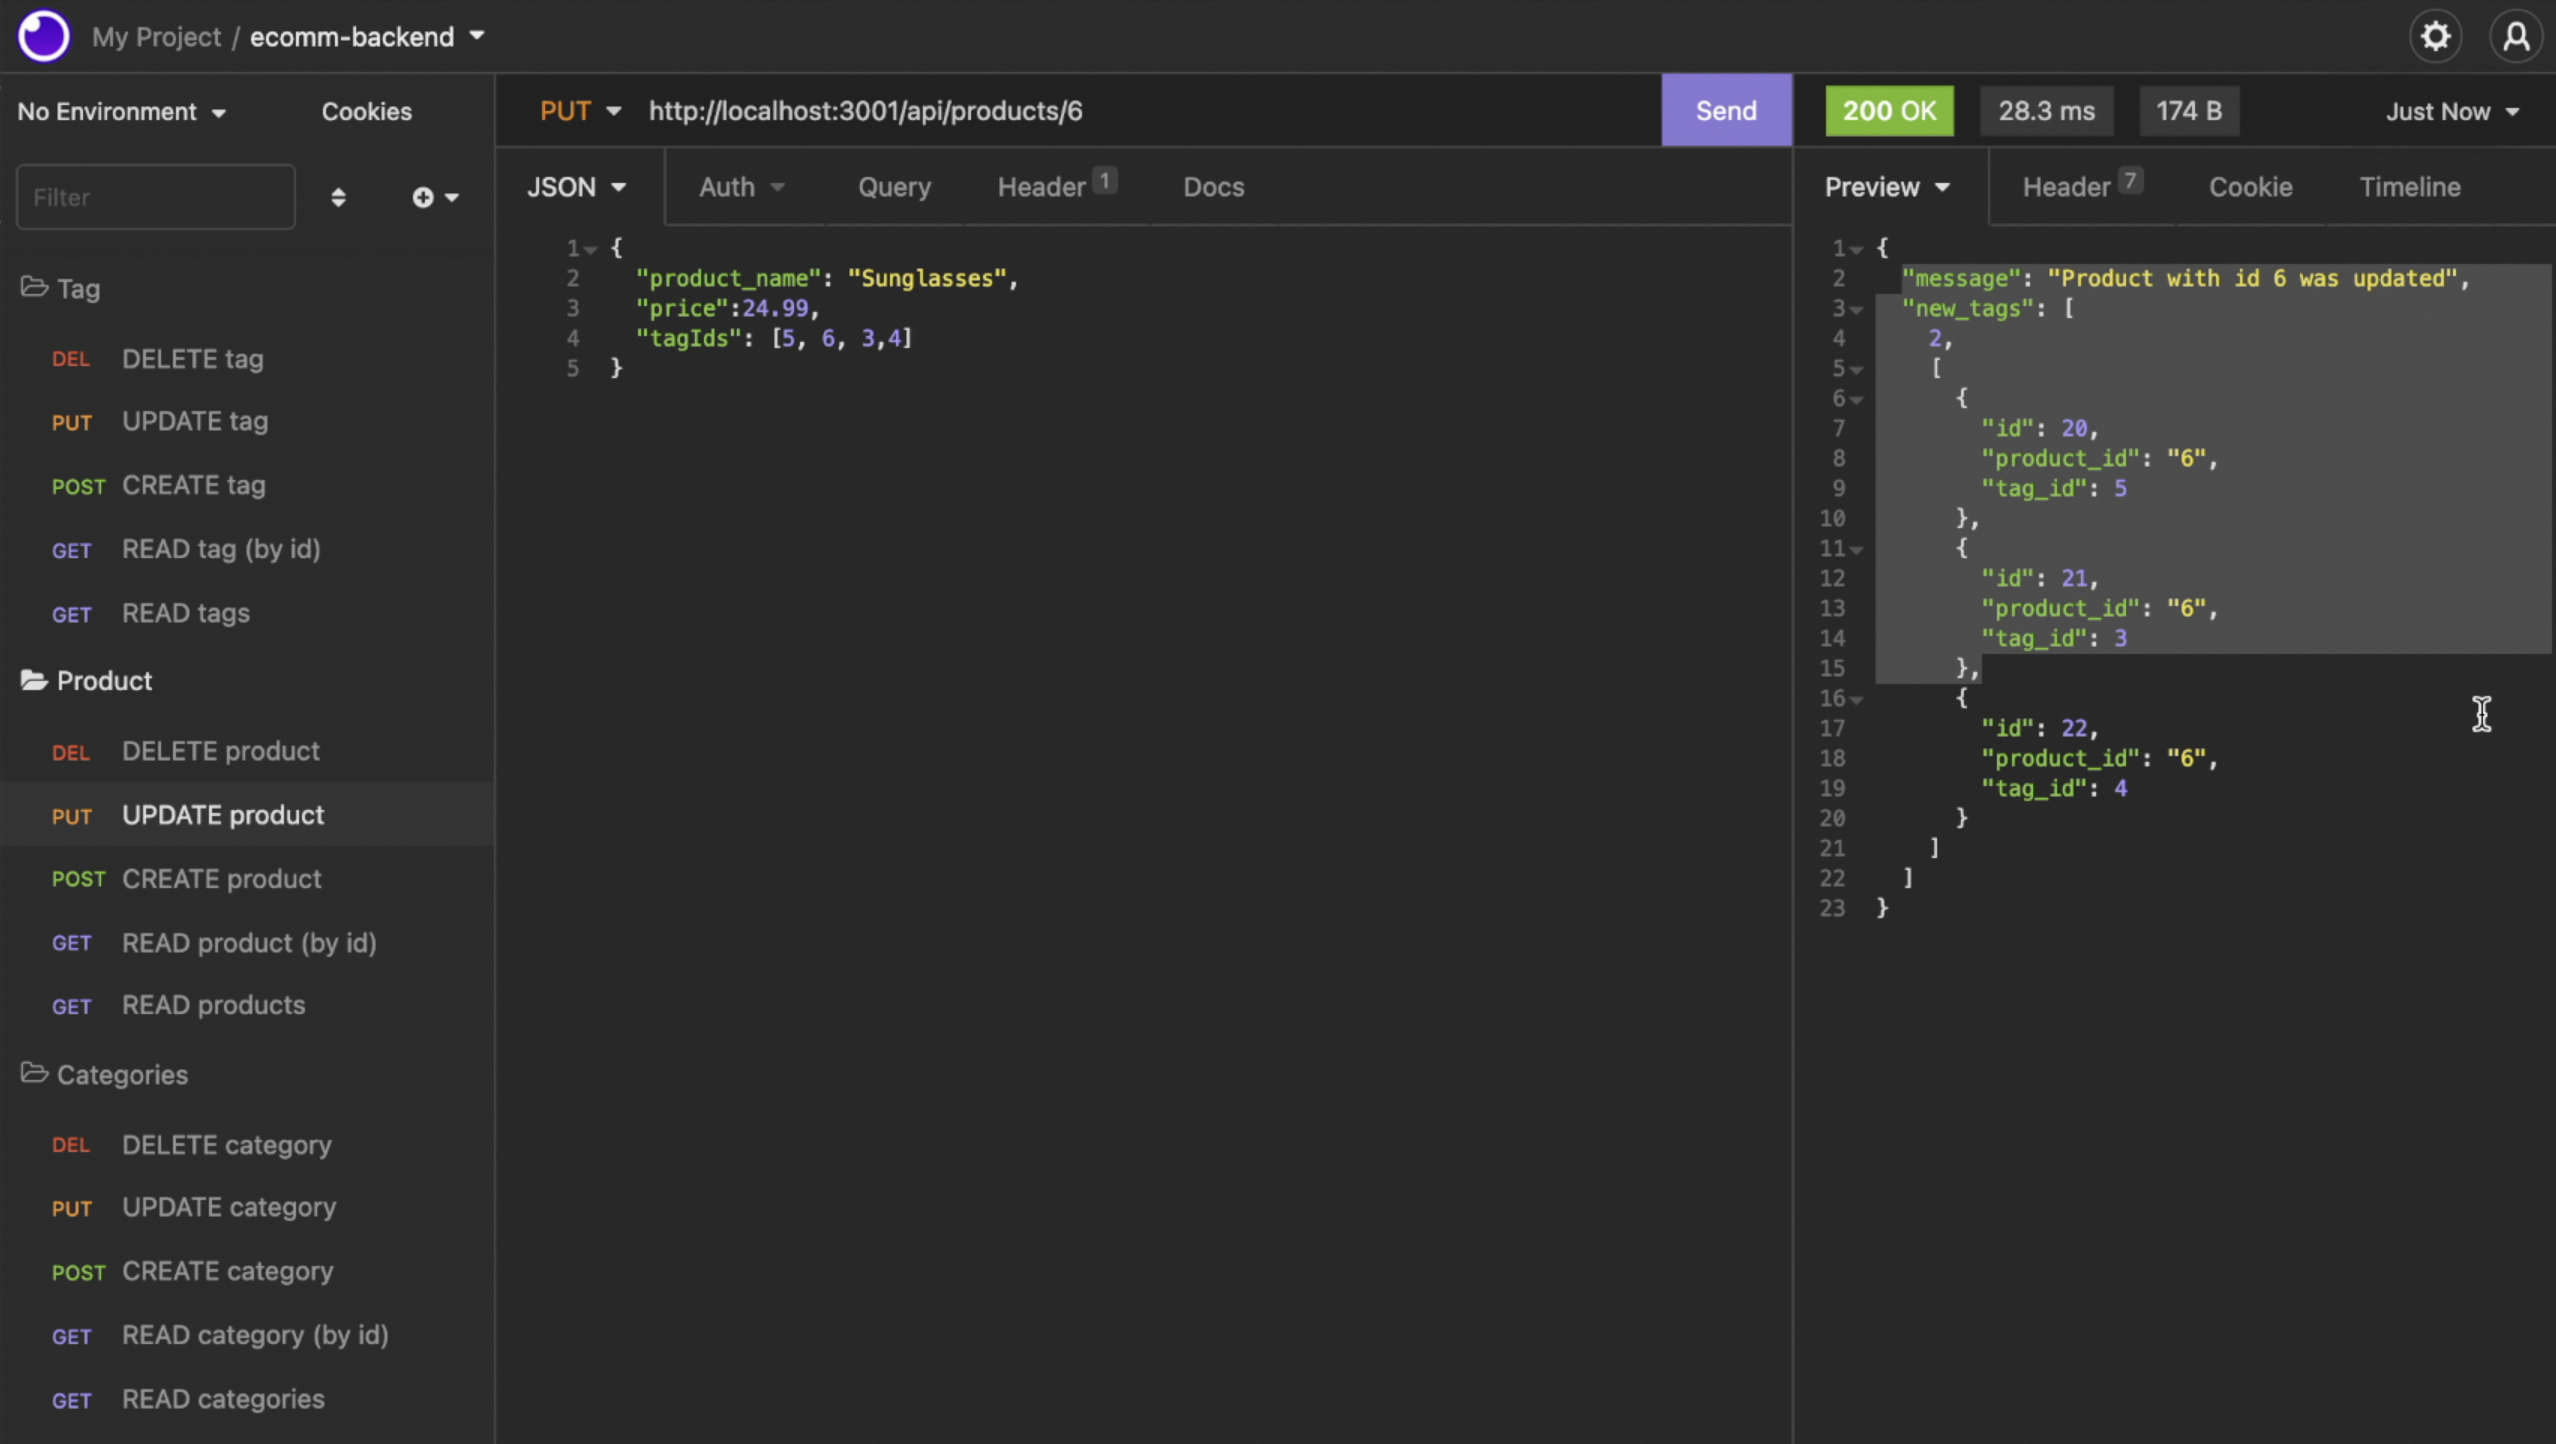 My Project / ecomm-backend
No Environment
Cookies
Filter
Tag
DEL DELETE tag
PUT UPDATE tag
POST CREATE tag
GET READ tag (by id)
GET READ tags
Product
DEL DELETE product
PUT UPDATE product
POST CREATE product
GET READ product (by id)
GET READ products
Categories
DEL DELETE category
PUT UPDATE category
POST CREATE category
GET READ category (by id)
GET READ categories
PUT http://localhost:3001/api/products/6 Send
JSON Auth Query Header 1 Docs
1 {
2 "product_name": "Sunglasses",
3 "price":24.99,
4 "tagIds": [5, 6, 3,4]
5 }
200 OK 28.3 ms 174 B Just Now
Preview Header 7 Cookie Timeline
1 {
2 "message": "Product with id 6 was updated",
3 "new_tags": [
4 2,
5 [
6 {
7 "id": 20,
8 "product_id": "6",
9 "tag_id": 5
10 },
11 {
12 "id": 21,
13 "product_id": "6",
14 "tag_id": 3
15 },
16 {
17 "id": 22,
18 "product_id": "6",
19 "tag_id": 4
20 }
21 ]
22 ]
23 }